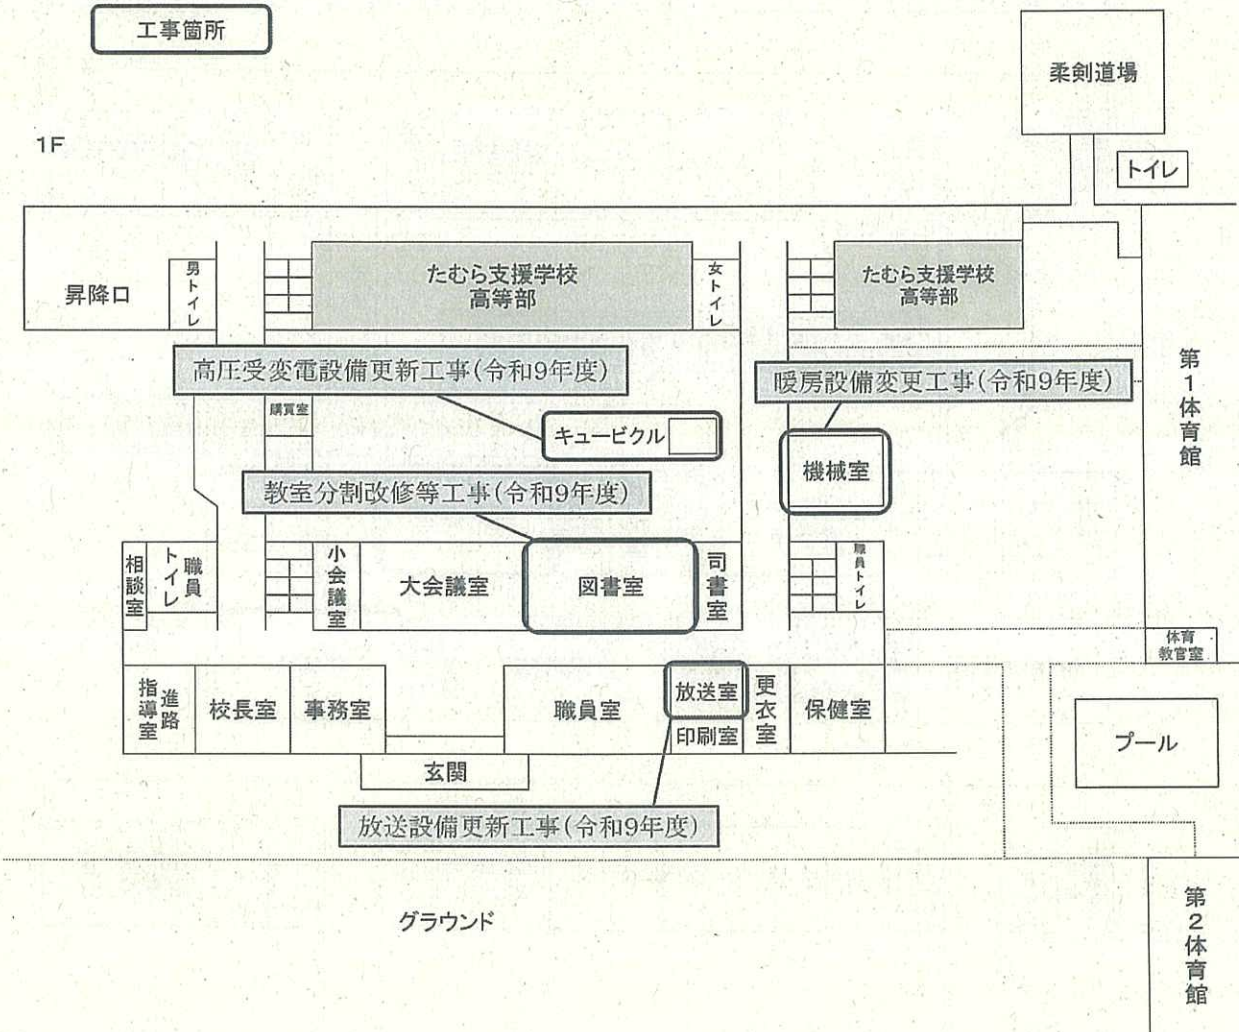 工事箇所
柔剣道場
1F
トイレ
昇降口
男トイレ
たむら支援学校
高等部
女トイレ
たむら支援学校
高等部
第1体育館
高圧受変電設備更新工事(令和9年度)
暖房設備変更工事(令和9年度)
購買室
キュービクル
機械室
教室分割改修等工事(令和9年度)
相談室
職員
トイレ
小会議室
大会議室
図書室
司書室
職員トイレ
体育
教官室
進路
指導室
校長室
事務室
職員室
放送室
印刷室
更衣室
保健室
プール
玄関
放送設備更新工事(令和9年度)
グラウンド
第2体育館